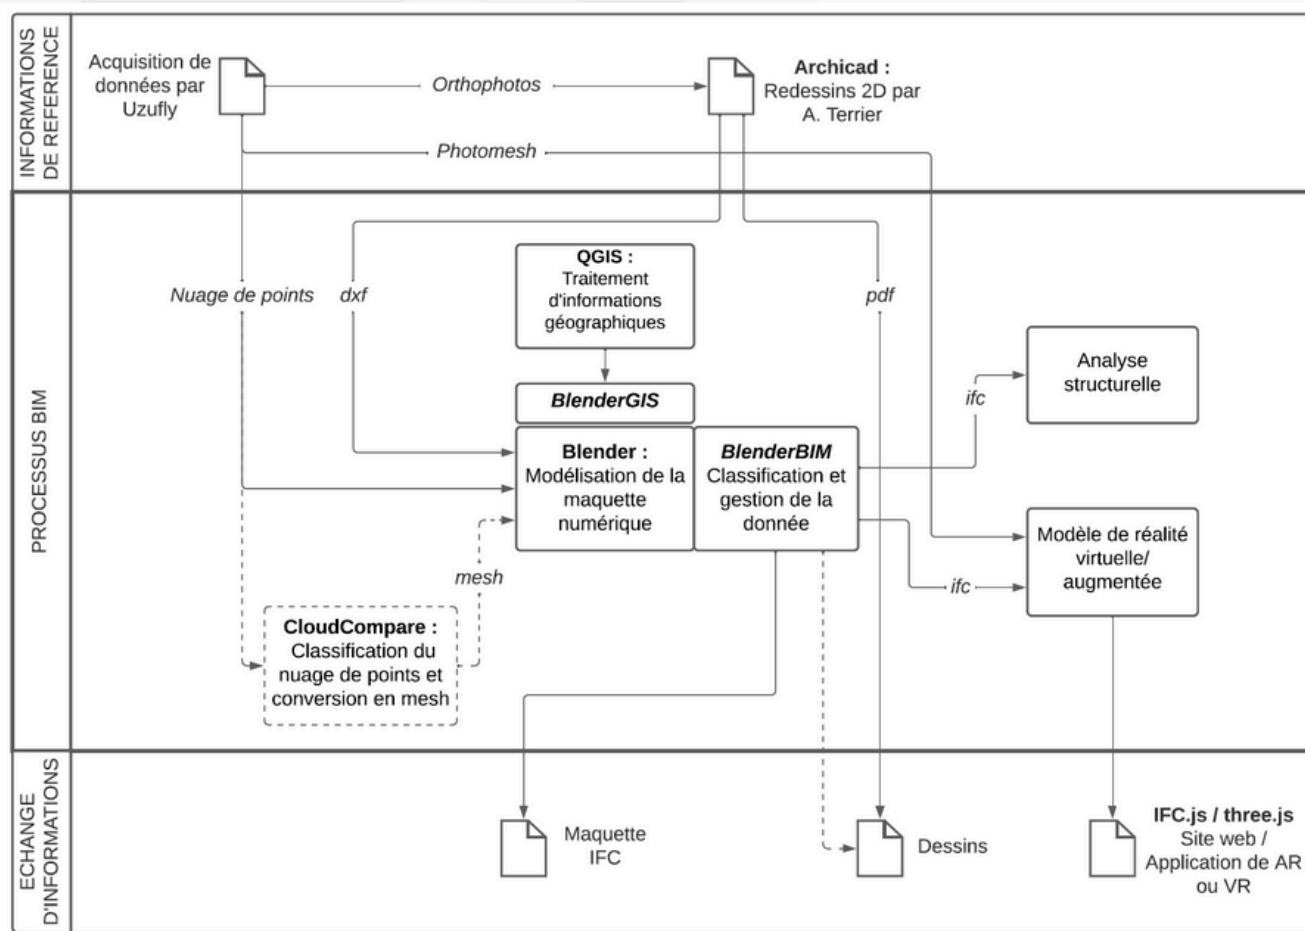 INFORMATIONS
DE REFERENCE
Acquisition de
données par
Uzufly
Orthophotos
Archicad :
Redessins 2D par
A. Terrier
Photomesh
PROCESSUS BIM
Nuage de points
dxf
QGIS :
Traitement
d'informations
géographiques
pdf
BlenderGIS
Blender :
Modélisation de la
maquette
numérique
BlenderBIM
Classification et
gestion de la
donnée
ifc
Analyse
structurelle
ifc
Modèle de réalité
virtuelle/
augmentée
mesh
CloudCompare :
Classification du
nuage de points et
conversion en mesh
ECHANGE
D'INFORMATIONS
Maquette
IFC
Dessins
IFC.js / three.js
Site web /
Application de AR
ou VR